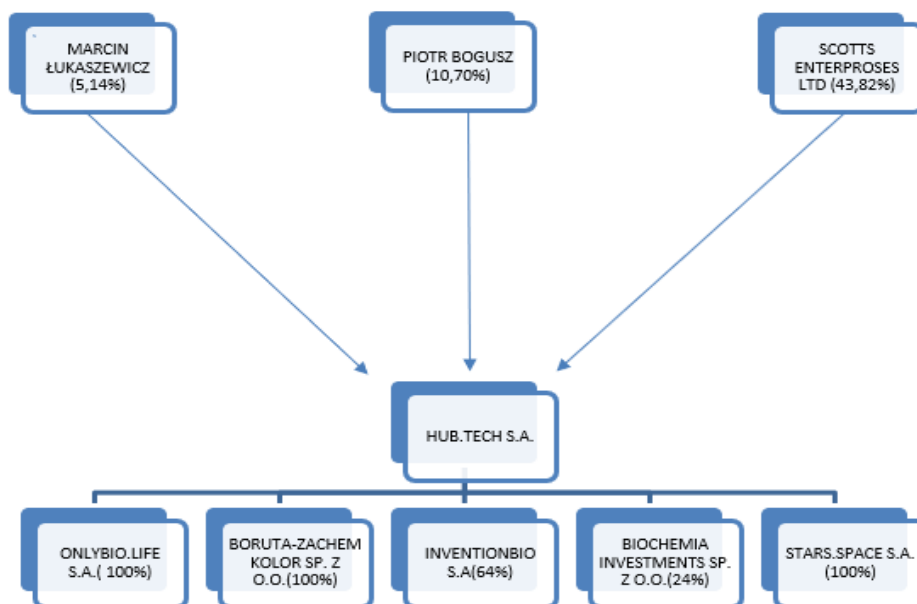 MARCIN
ŁUKASZEWICZ
(5,14%)
PIOTR BOGUSZ
(10,70%)
SCOTTS
ENTERPROSES
LTD (43,82%)
HUB.TECH S.A.
ONLYBIO.LIFE
S.A.( 100%)
BORUTA-ZACHEM
KOLOR SP. Z
O.O.(100%)
INVENTIONBIO
S.A(64%)
BIOCHEMIA
INVESTMENTS SP.
Z O.O.(24%)
STARS.SPACE S.A.
(100%)